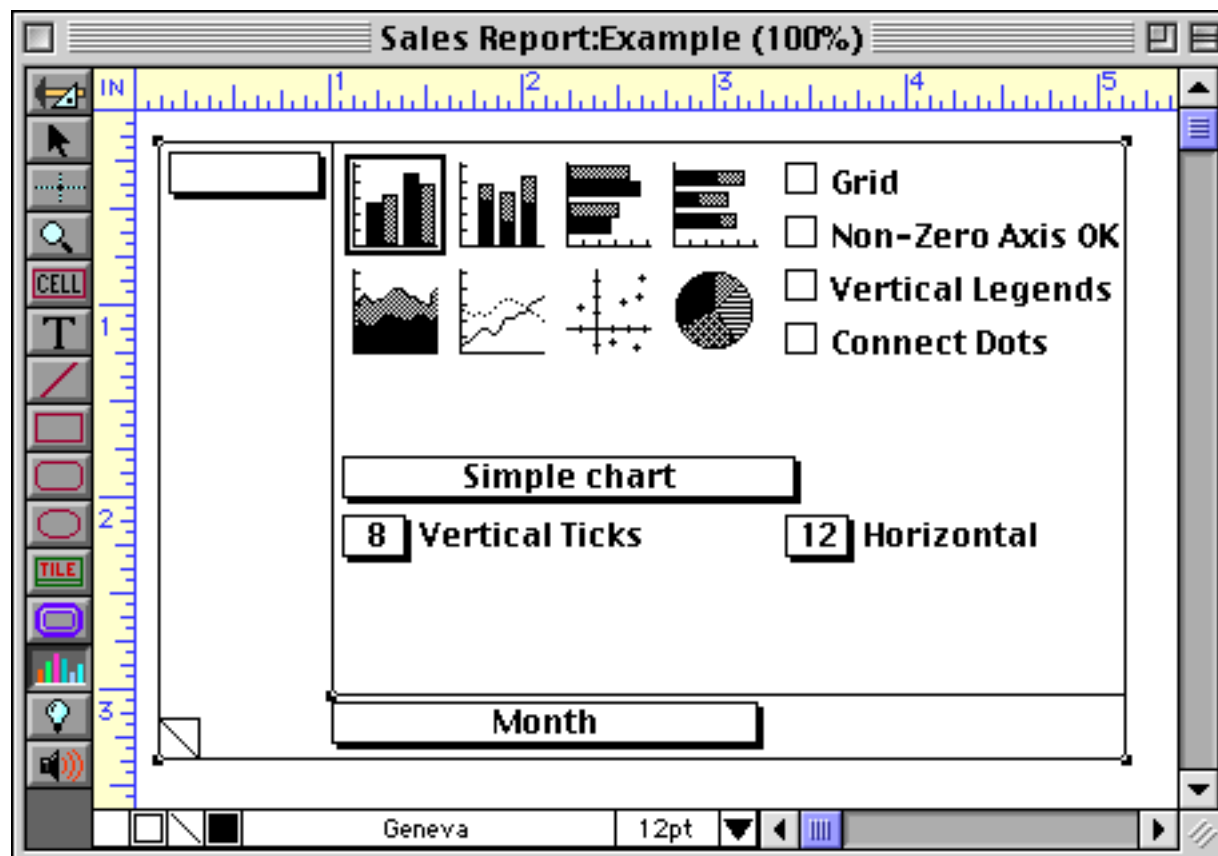 Sales Report:Example (100%)
IN
1 2 3 4 5
Grid
Non-Zero Axis OK
CELL
Vertical Legends
T
1
Connect Dots
Simple chart
2
8 Vertical Ticks
12 Horizontal
TILE
3
Month
Geneva
12pt